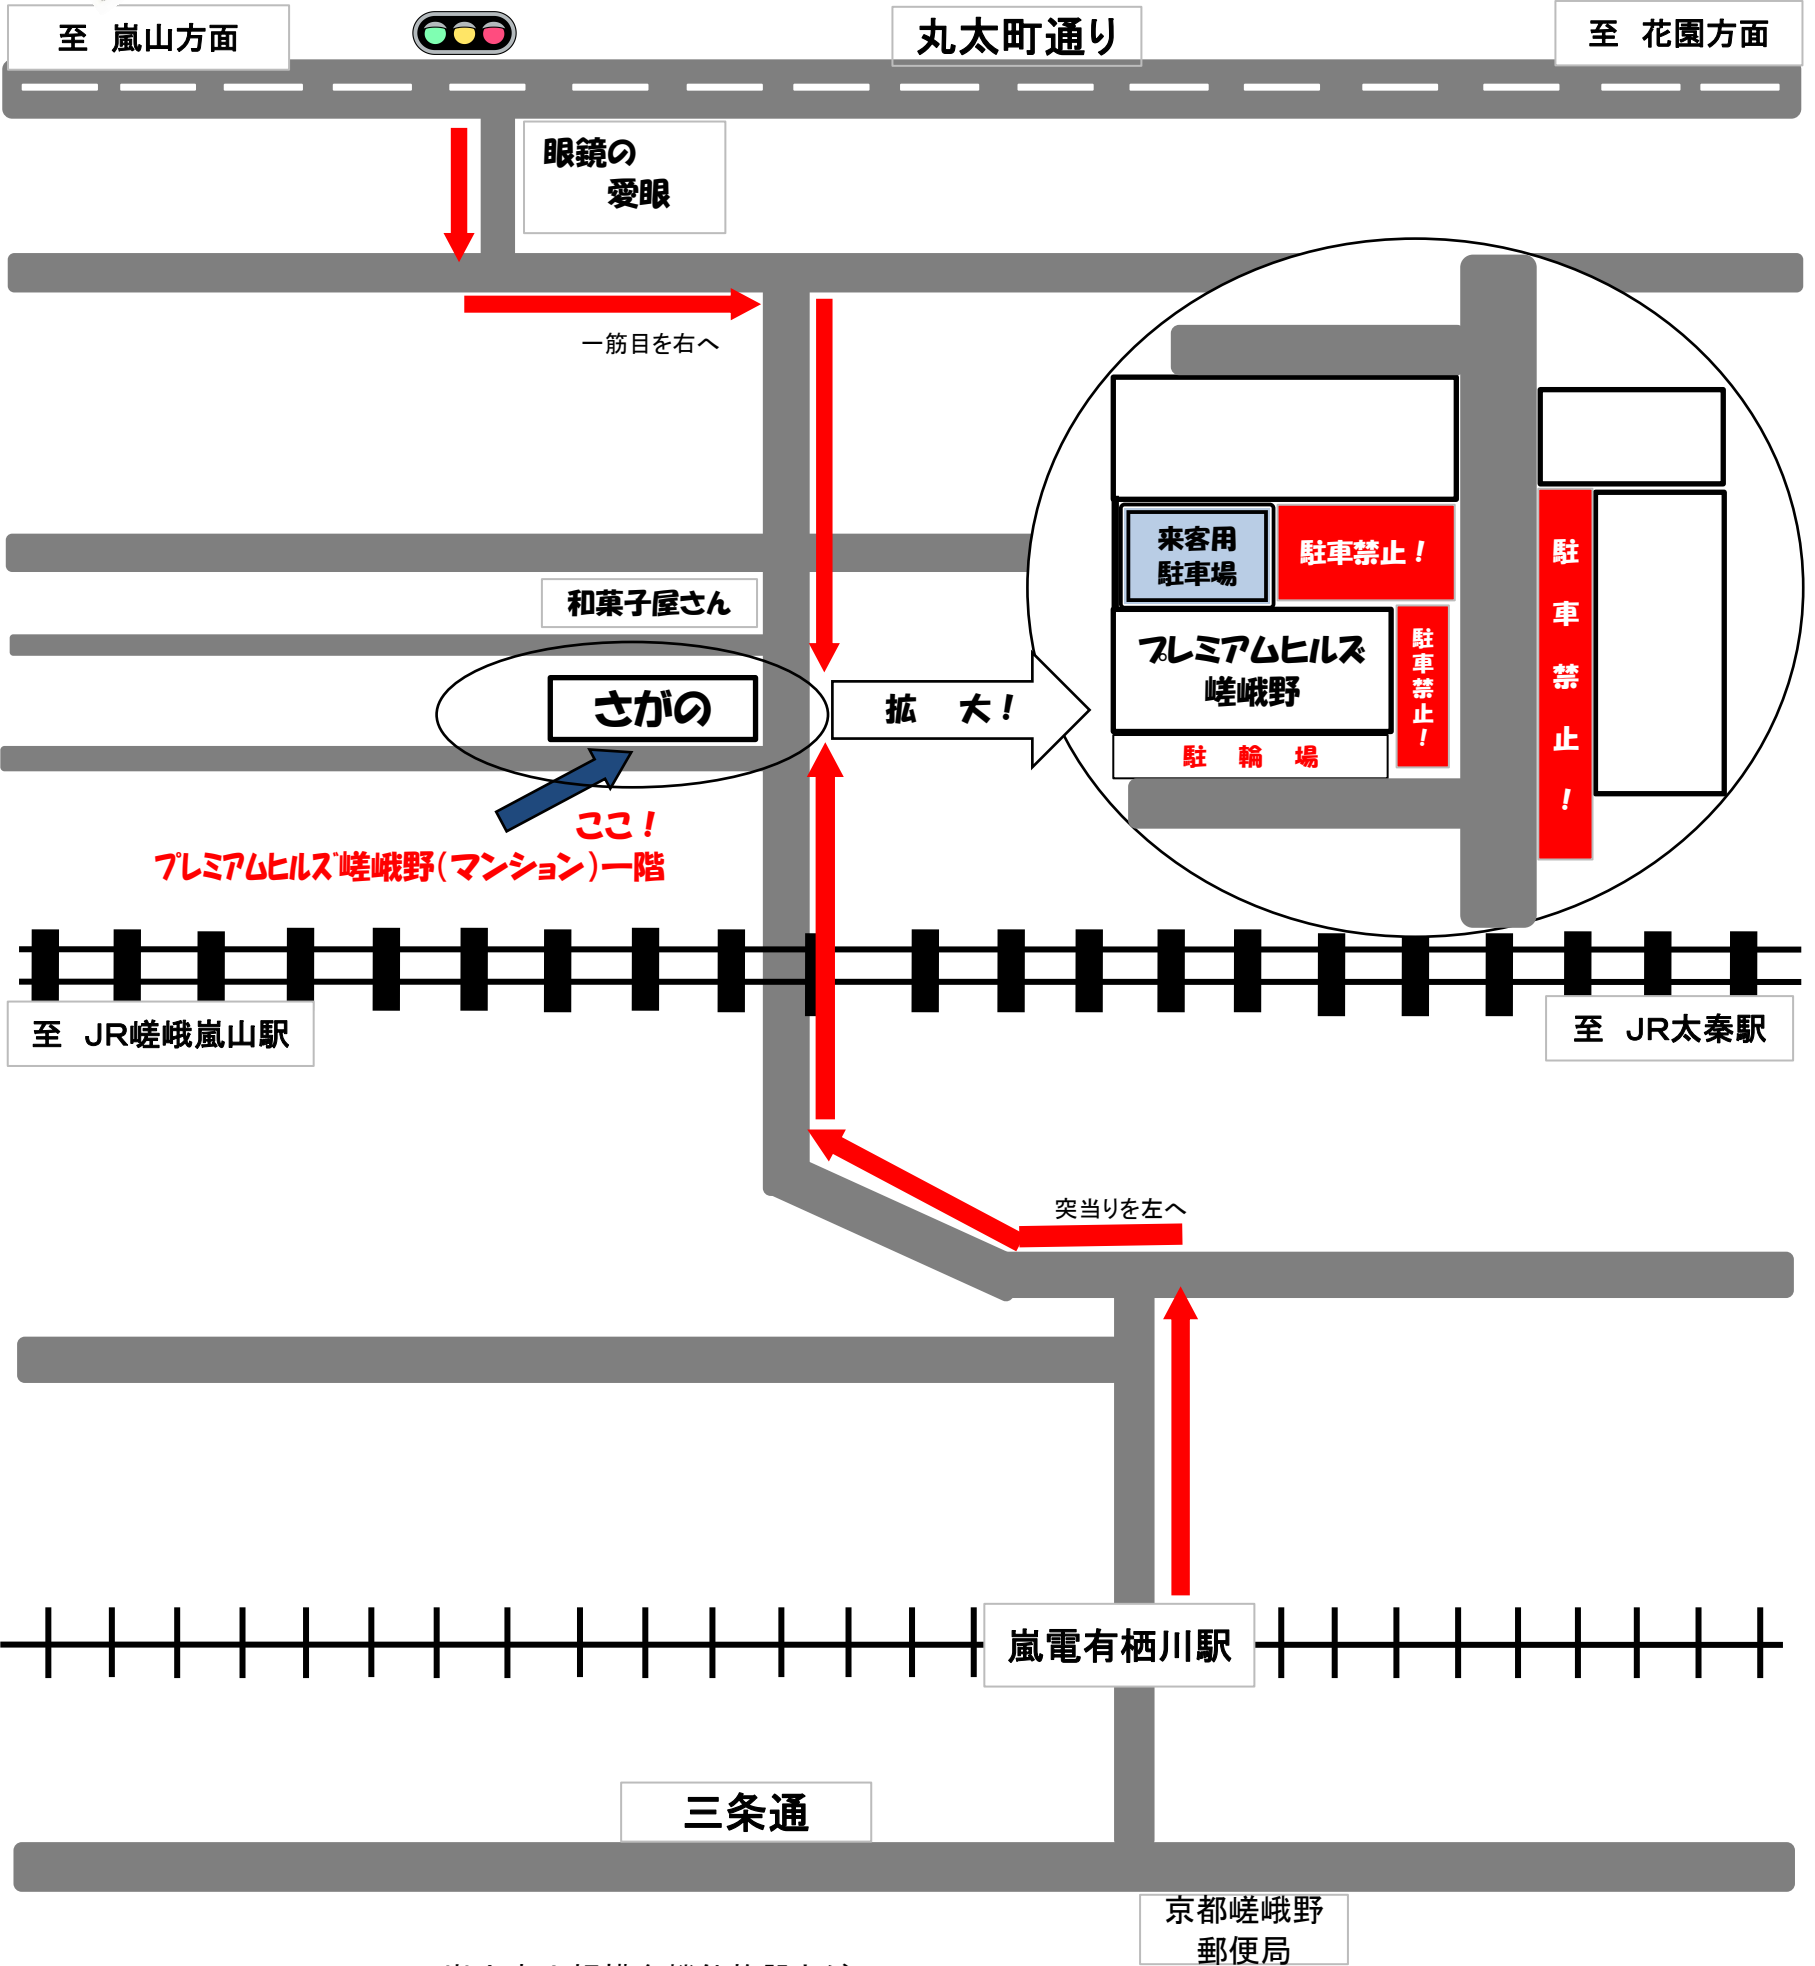 至　嵐山方面
丸太町通り
至　花園方面
眼鏡の
愛眼
一筋目を右へ
来客用
駐車場
駐車禁止！
駐車禁止！
和菓子屋さん
プレミアムヒルズ
嵯峨野
駐車禁止！
さがの
拡　大！
駐　輪　場
ここ！
プレミアムヒルズ嵯峨野（マンション）一階
至　ＪＲ嵯峨嵐山駅
至　ＪＲ太秦駅
突当りを左へ
嵐電有栖川駅
三条通
京都嵯峨野
郵便局